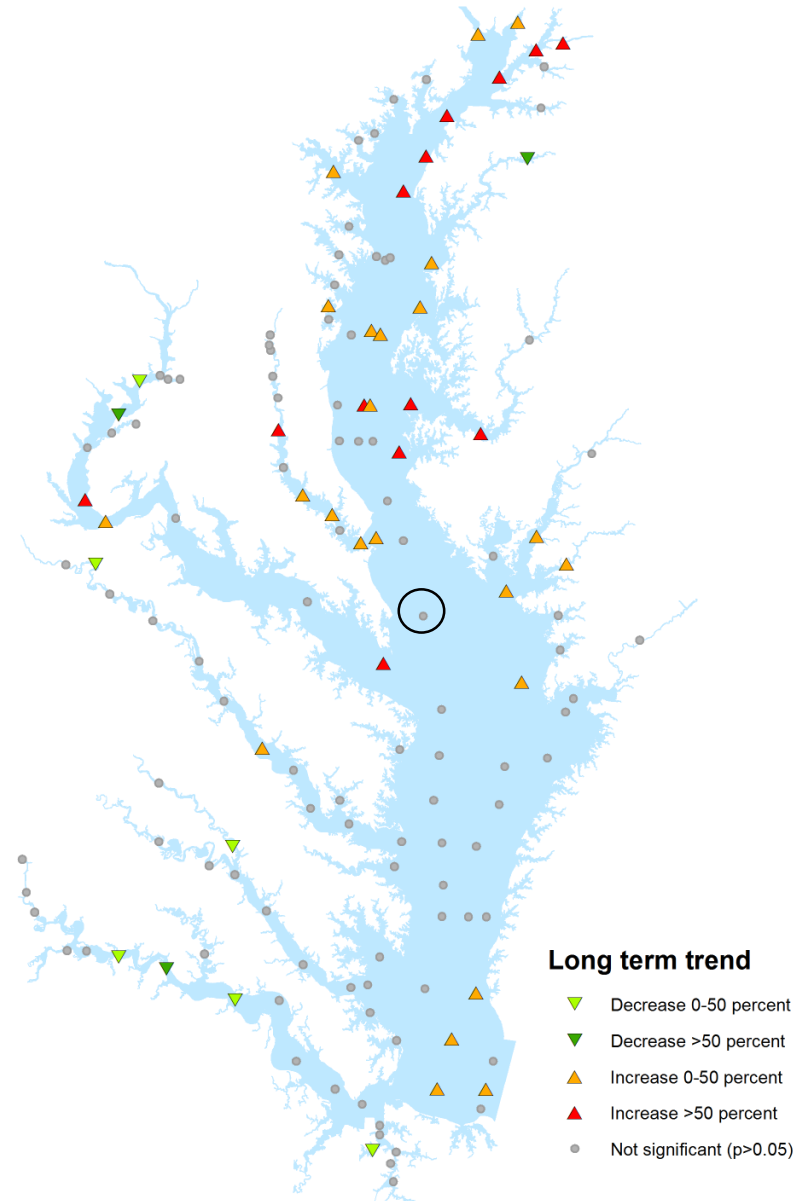 Long term trend
Decrease 0-50 percent
Decrease >50 percent
Increase 0-50 percent
Increase >50 percent
Not significant (p>0.05)